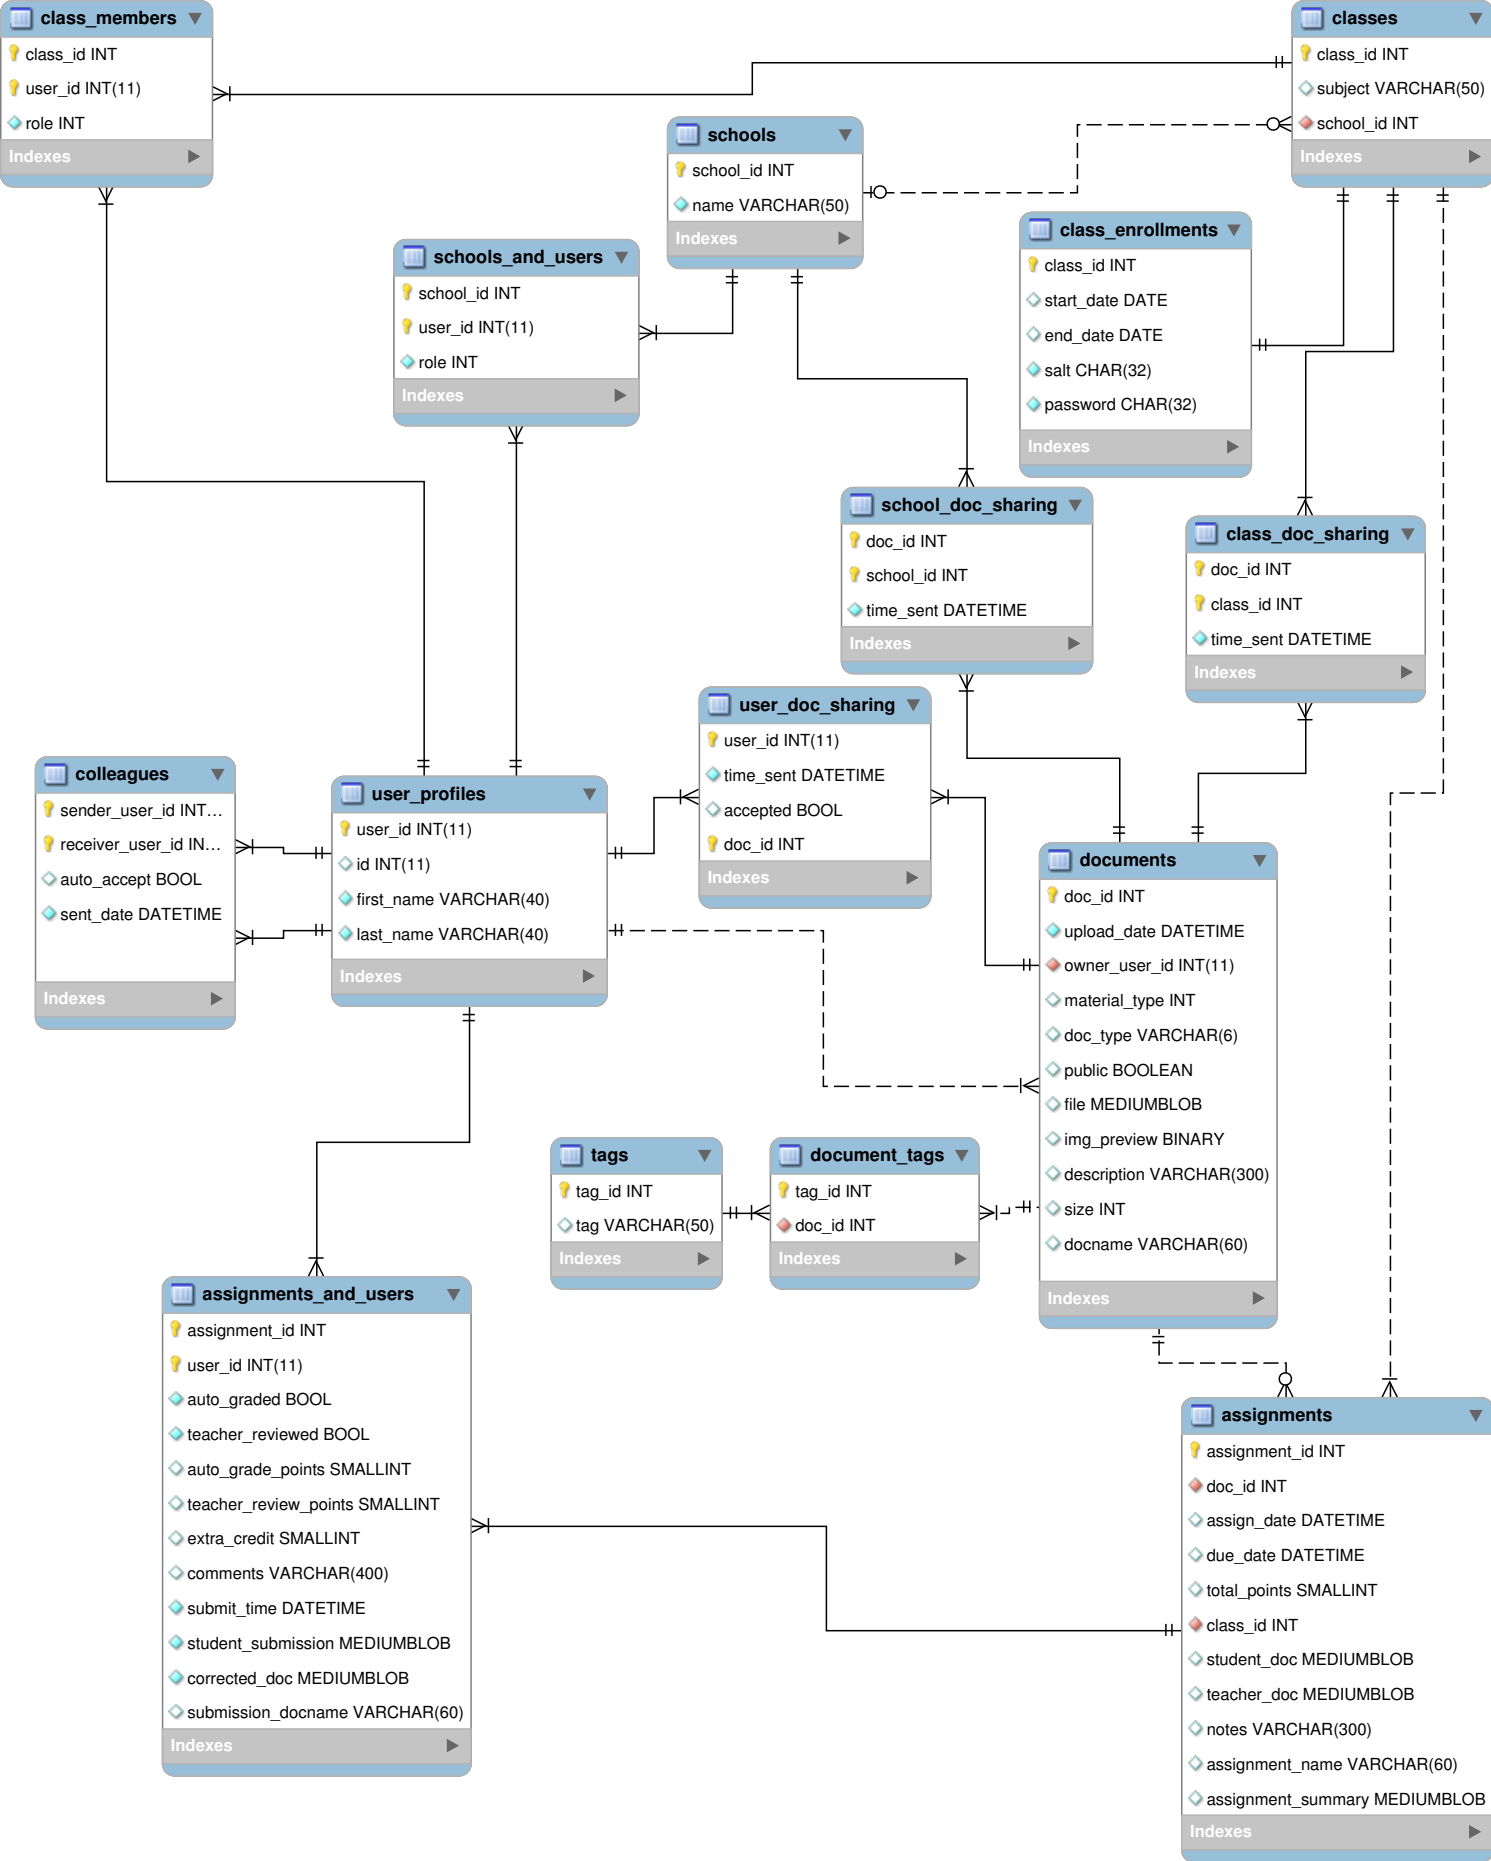 class_members
class_id INT
user_id INT(11)
role INT
Indexes
classes
class_id INT
subject VARCHAR(50)
school_id INT
Indexes
schools
school_id INT
name VARCHAR(50)
Indexes
class_enrollments
class_id INT
start_date DATE
end_date DATE
salt CHAR(32)
password CHAR(32)
Indexes
schools_and_users
school_id INT
user_id INT(11)
role INT
Indexes
school_doc_sharing
doc_id INT
school_id INT
time_sent DATETIME
Indexes
class_doc_sharing
doc_id INT
class_id INT
time_sent DATETIME
Indexes
user_doc_sharing
user_id INT(11)
time_sent DATETIME
accepted BOOL
doc_id INT
Indexes
colleagues
sender_user_id INT...
receiver_user_id IN...
auto_accept BOOL
sent_date DATETIME
Indexes
user_profiles
user_id INT(11)
id INT(11)
first_name VARCHAR(40)
last_name VARCHAR(40)
Indexes
documents
doc_id INT
upload_date DATETIME
owner_user_id INT(11)
material_type INT
doc_type VARCHAR(6)
public BOOLEAN
file MEDIUMBLOB
img_preview BINARY
description VARCHAR(300)
size INT
docname VARCHAR(60)
Indexes
tags
tag_id INT
tag VARCHAR(50)
Indexes
document_tags
tag_id INT
doc_id INT
Indexes
assignments_and_users
assignment_id INT
user_id INT(11)
auto_graded BOOL
teacher_reviewed BOOL
auto_grade_points SMALLINT
teacher_review_points SMALLINT
extra_credit SMALLINT
comments VARCHAR(400)
submit_time DATETIME
student_submission MEDIUMBLOB
corrected_doc MEDIUMBLOB
submission_docname VARCHAR(60)
Indexes
assignments
assignment_id INT
doc_id INT
assign_date DATETIME
due_date DATETIME
total_points SMALLINT
class_id INT
student_doc MEDIUMBLOB
teacher_doc MEDIUMBLOB
notes VARCHAR(300)
assignment_name VARCHAR(60)
assignment_summary MEDIUMBLOB
Indexes